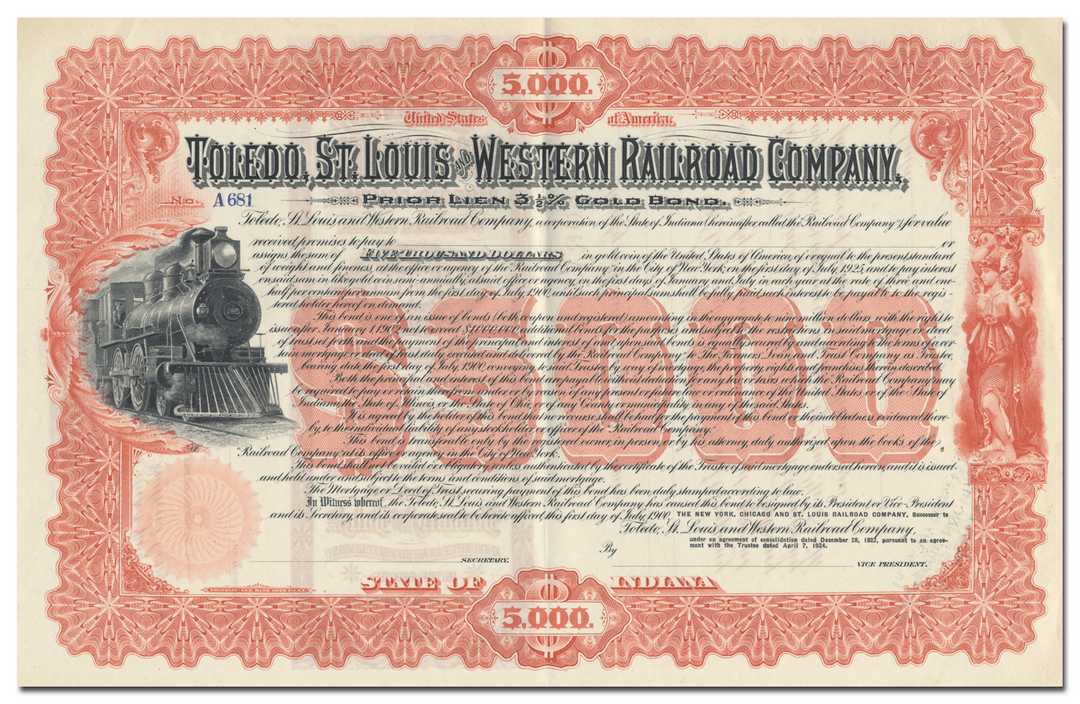 5.000.
United States of America.
TOLEDO, ST. LOUIS AND WESTERN RAILROAD COMPANY,
No. A681
PRIOR LIEN 3½% GOLD BOND.
Toledo, St. Louis and Western Railroad Company, a corporation of the State of Indiana (hereinafter called the "Railroad Company") for value
received promises to pay to or
assigns the sum of FIVE THOUSAND DOLLARS in gold coin of the United States of America, of or equal to the present standard
of weight and fineness, at the office or agency of the Railroad Company in the City of New York, on the first day of July, 1925, and to pay interest
on said sum in like gold coin semi-annually, at said office or agency, on the first days of January and July in each year at the rate of three and one-
half per centum per annum from the first day of July, 1900, until such principal sum shall be fully paid, such interest to be payable to the regis-
tered holder hereof on demand.
This bond is one of an issue of bonds (both coupon and registered) amounting in the aggregate to nine million dollars, with the right to
issue after January 1, 1902, not to exceed $1,000,000 additional bonds for the purposes, and subject to the restrictions in said mortgage or deed
of trust set forth and the payment of the principal and interest of and upon said bonds is equally secured by and according to the terms of a cer-
tain mortgage or deed of trust duly executed and delivered by the Railroad Company to The Farmers' Loan and Trust Company as Trustee,
bearing date the first day of July, 1900, conveying to said Trustee, by way of mortgage, the property, rights and franchises therein described.
Both the principal and interest of this bond are payable without deduction for any tax or taxes which the Railroad Company may
be required to pay or retain therefrom under or by reason of any present or future law or ordinance of the United States or of the State of
Indiana, the State of Illinois or the State of Ohio, or of any County or municipality in any of the said States.
It is agreed by the holder of this bond that no recourse shall be had for the payment of this bond or the indebtedness evidenced there-
by, to the individual liability of any stockholder or officer of the Railroad Company.
This bond is transferable only by the registered owner, in person or by his attorney, duly authorized upon the books of the
Railroad Company at its office or agency in the City of New York.
This bond shall not be valid or obligatory unless authenticated by the certificate of the Trustee of said mortgage endorsed hereon, and it is issued
and held under and subject to the terms and conditions of said mortgage.
The Mortgage or Deed of Trust securing payment of this bond has been duly stamped according to law.
In Witness whereof, the Toledo, St. Louis and Western Railroad Company has caused this bond to be signed by its President or Vice-President
and its Secretary, and its corporate seal to be hereto affixed, this first day of July, 1900. THE NEW YORK, CHICAGO AND ST. LOUIS RAILROAD COMPANY, Successor to
Toledo, St. Louis and Western Railroad Company,
under an agreement of consolidation dated December 28, 1922, pursuant to an agree-
ment with the Trustee dated April 7, 1924.
By
SECRETARY. VICE PRESIDENT.
STATE OF INDIANA
5.000.
$5000